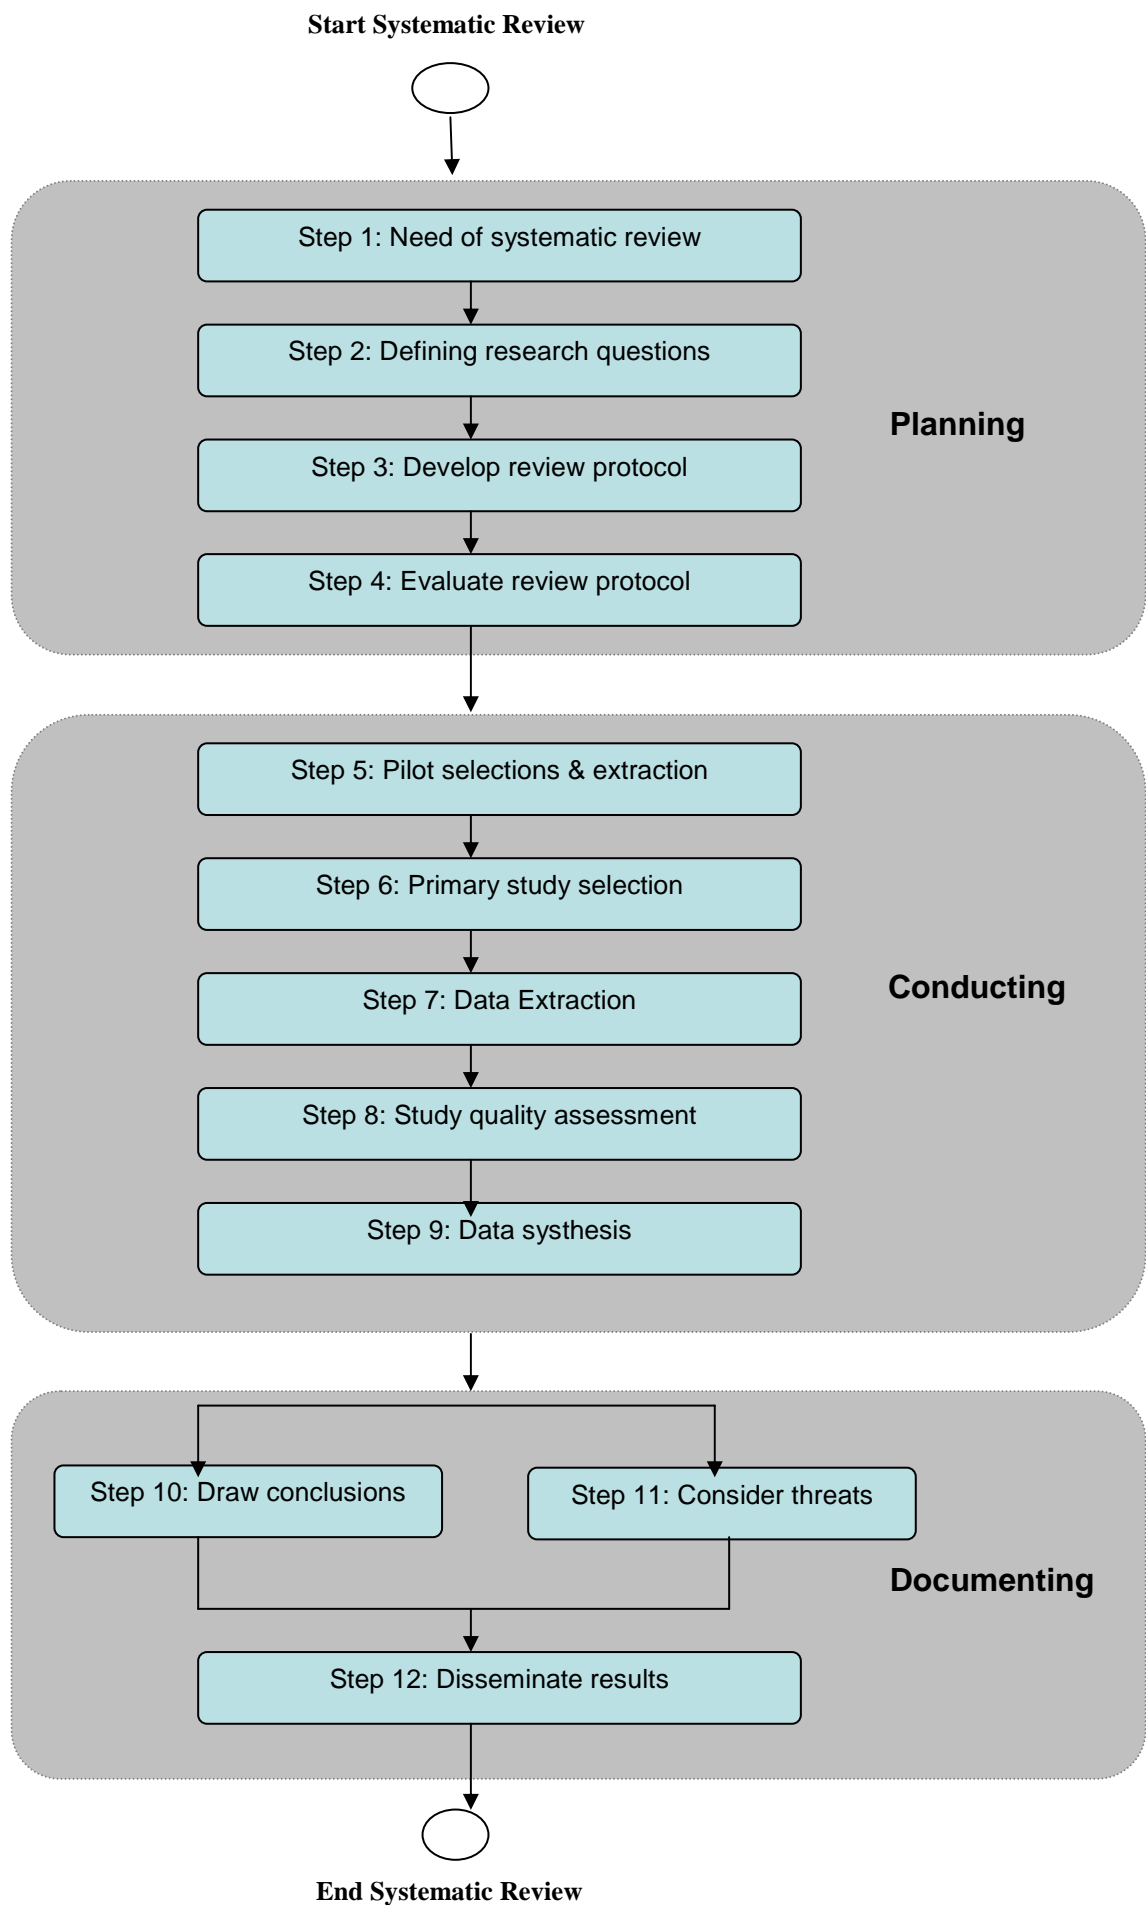 Start Systematic Review
Step 1: Need of systematic review
Step 2: Defining research questions
Planning
Step 3: Develop review protocol
Step 4: Evaluate review protocol
Step 5: Pilot selections & extraction
Step 6: Primary study selection
Step 7: Data Extraction
Conducting
Step 8: Study quality assessment
Step 9: Data systhesis
Step 10: Draw conclusions
Step 11: Consider threats
Documenting
Step 12: Disseminate results
End Systematic Review